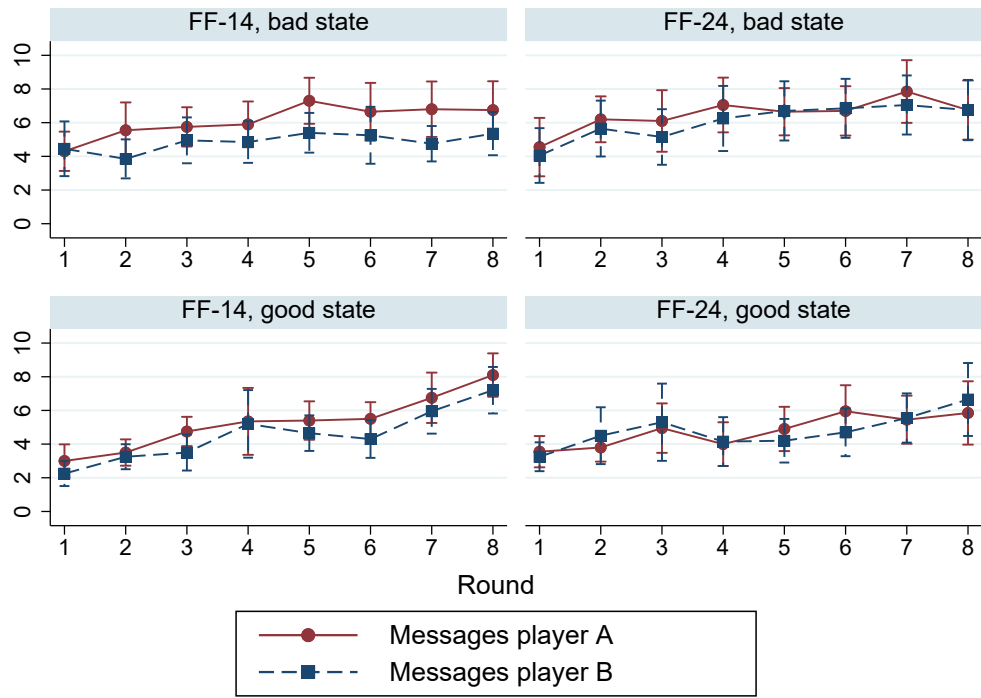 FF-14, bad state
FF-24, bad state
10
8
6
4
2
0
1 2 3 4 5 6 7 8
1 2 3 4 5 6 7 8
FF-14, good state
FF-24, good state
10
8
6
4
2
0
1 2 3 4 5 6 7 8
1 2 3 4 5 6 7 8
Round
Messages player A
Messages player B